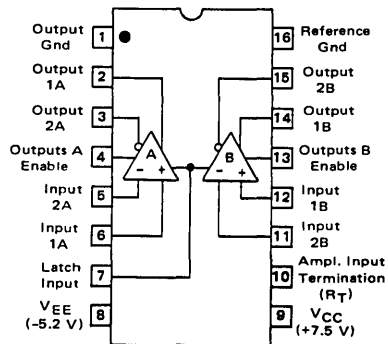 Output
Gnd
1
Output
1A
2
Output
2A
3
Outputs A
Enable
4
Input
2A
5
Input
1A
6
Latch
Input
7
VEE
(-5.2 V)
8
A
- +
B
- +
16
Reference
Gnd
15
Output
2B
14
Output
1B
13
Outputs B
Enable
12
Input
1B
11
Input
2B
10
Ampl. Input
Termination
(RT)
9
VCC
(+7.5 V)